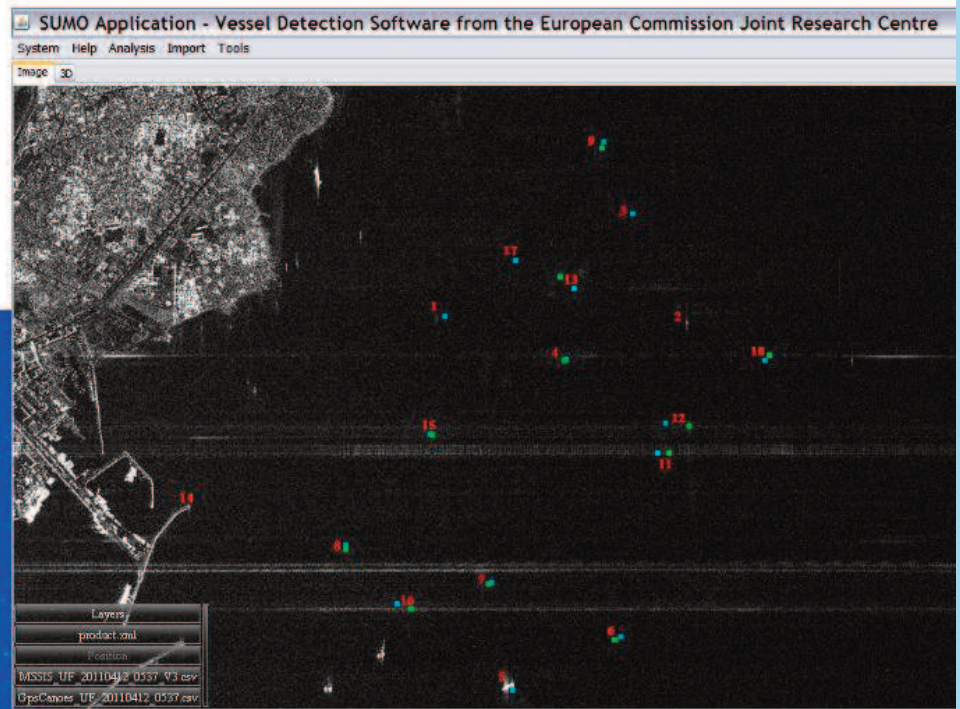 SUMO Application - Vessel Detection Software from the European Commission Joint Research Centre
System Help Analysis Import Tools
Image 3D
9
3
17
13
1
2
4
10
12
15
11
14
8
7
16
6
5
Layers
product.xml
Position
MSSIS_UF_20110412_0537_V3.csv
GpsCanoes_UF_20110412_0537.csv